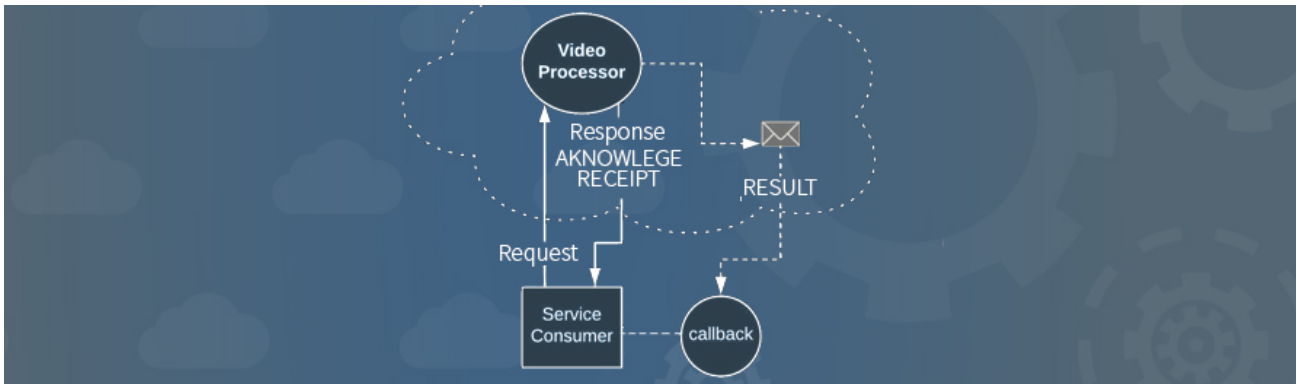 Video
Processor
Response
AKNOWLEGE
RECEIPT
RESULT
Request
Service
Consumer
callback